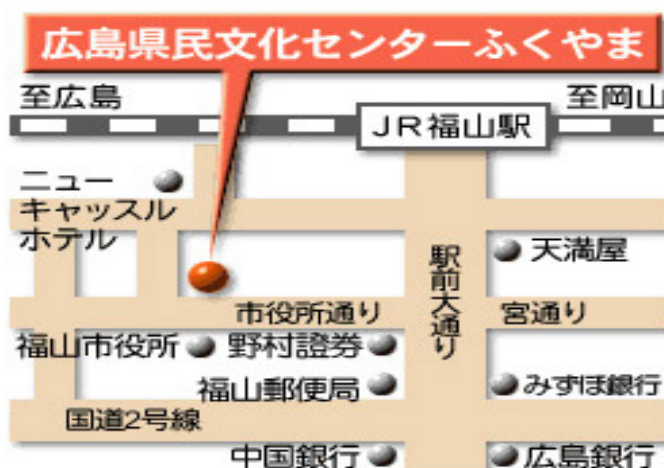 広島県民文化センターふくやま
至広島
至岡山
JR福山駅
ニュー
キャッスル
ホテル
駅前大通り
天満屋
市役所通り
宮通り
福山市役所
野村證券
福山郵便局
みずほ銀行
国道2号線
中国銀行
広島銀行